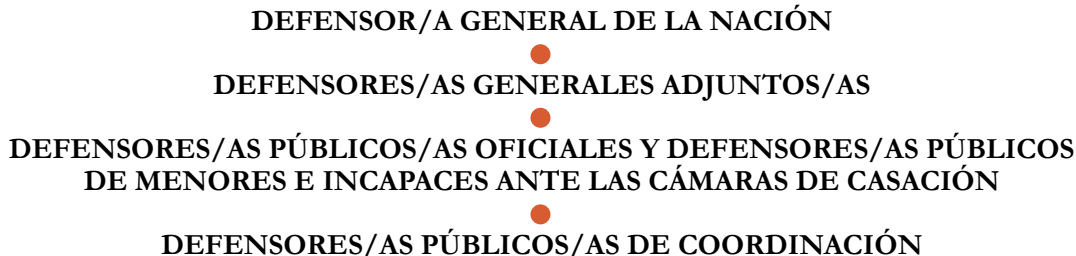 DEFENSOR/A GENERAL DE LA NACIÓN
DEFENSORES/AS GENERALES ADJUNTOS/AS
DEFENSORES/AS PÚBLICOS/AS OFICIALES Y DEFENSORES/AS PÚBLICOS
DE MENORES E INCAPACES ANTE LAS CÁMARAS DE CASACIÓN
DEFENSORES/AS PÚBLICOS/AS DE COORDINACIÓN